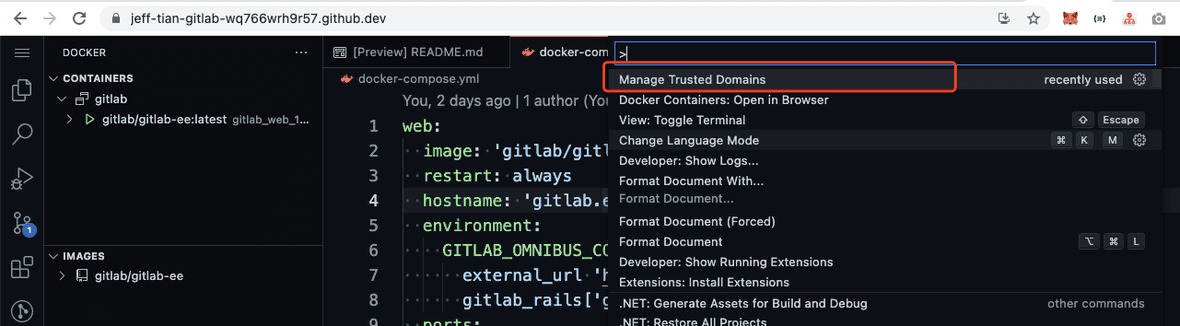 jeff-tian-gitlab-wq766wrh9r57.github.dev
DOCKER
CONTAINERS
gitlab
gitlab/gitlab-ee:latest gitlab_web_1...
1
IMAGES
gitlab/gitlab-ee
[Preview] README.md
docker-com
docker-compose.yml
You, 2 days ago | 1 author (You
1 web:
2 image: 'gitlab/gitl
3 restart: always
4 hostname: 'gitlab.e
5 environment:
6 GITLAB_OMNIBUS_CO
7 external_url 'h
8 gitlab_rails['g
9 ports:
>
Manage Trusted Domains recently used
Docker Containers: Open in Browser
View: Toggle Terminal ⇧ Escape
Change Language Mode ⌘ K M
Developer: Show Logs...
Format Document With...
Format Document...
Format Document (Forced)
Format Document ⌥ ⌘ L
Developer: Show Running Extensions
Extensions: Install Extensions
.NET: Generate Assets for Build and Debug other commands
.NET: Restore All Projects